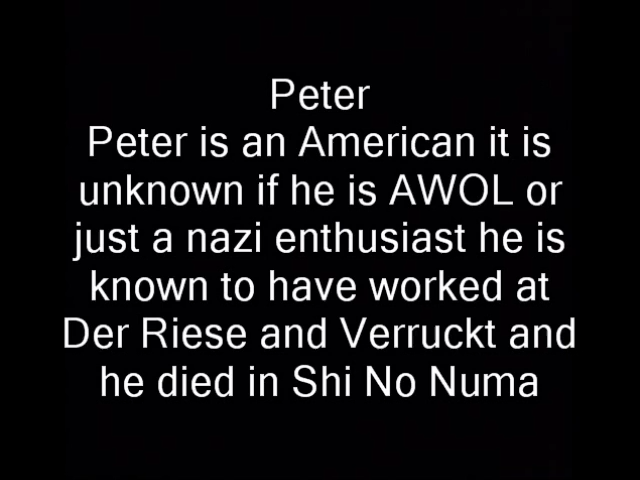 Peter
Peter is an American it is
unknown if he is AWOL or
just a nazi enthusiast he is
known to have worked at
Der Riese and Verruckt and
he died in Shi No Numa